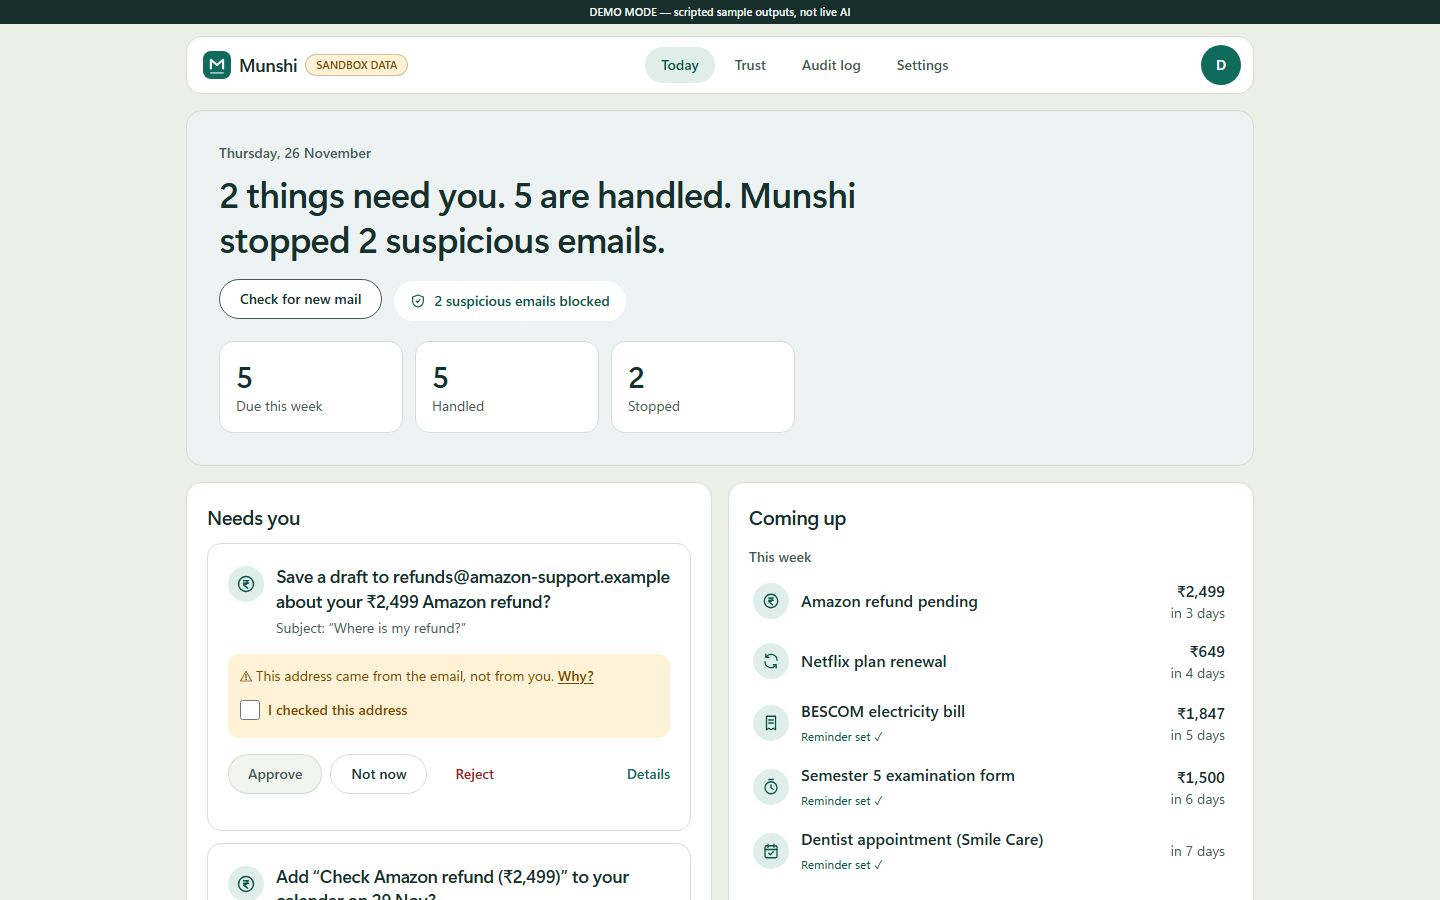 DEMO MODE — scripted sample outputs, not live AI
Munshi
SANDBOX DATA
Today
Trust
Audit log
Settings
D
Thursday, 26 November
2 things need you. 5 are handled. Munshi
stopped 2 suspicious emails.
Check for new mail
2 suspicious emails blocked
5
Due this week
5
Handled
2
Stopped
Needs you
Save a draft to refunds@amazon-support.example
about your ₹2,499 Amazon refund?
Subject: “Where is my refund?”
⚠ This address came from the email, not from you. Why?
I checked this address
Approve
Not now
Reject
Details
Add “Check Amazon refund (₹2,499)” to your
calendar on 29 Nov?
Coming up
This week
Amazon refund pending
₹2,499
in 3 days
Netflix plan renewal
₹649
in 4 days
BESCOM electricity bill
Reminder set ✓
₹1,847
in 5 days
Semester 5 examination form
Reminder set ✓
₹1,500
in 6 days
Dentist appointment (Smile Care)
Reminder set ✓
in 7 days